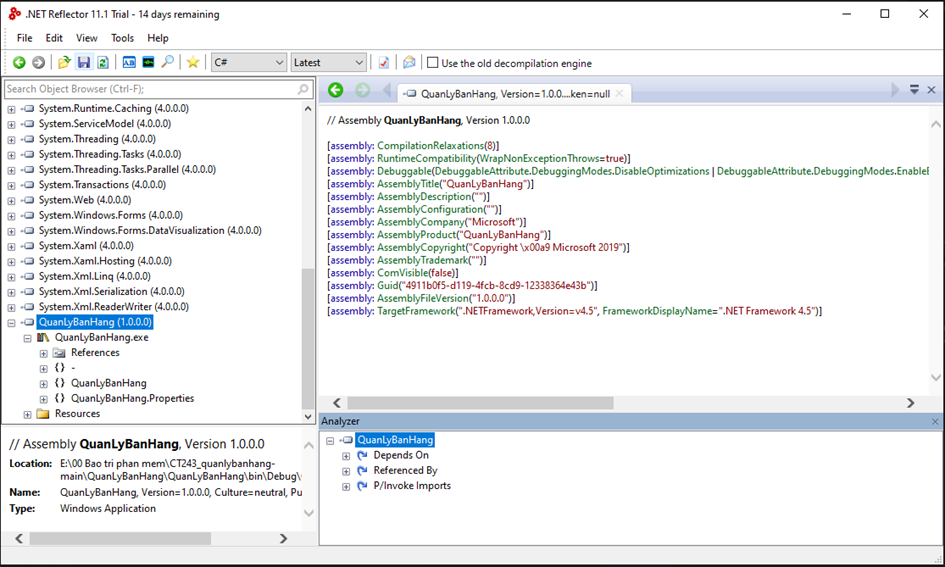 .NET Reflector 11.1 Trial - 14 days remaining
File Edit View Tools Help
C# Latest Use the old decompilation engine
Search Object Browser (Ctrl-F);
System.Runtime.Caching (4.0.0.0)
System.ServiceModel (4.0.0.0)
System.Threading (4.0.0.0)
System.Threading.Tasks (4.0.0.0)
System.Threading.Tasks.Parallel (4.0.0.0)
System.Transactions (4.0.0.0)
System.Web (4.0.0.0)
System.Windows.Forms (4.0.0.0)
System.Windows.Forms.DataVisualization (4.0.0.0)
System.Xaml (4.0.0.0)
System.Xaml.Hosting (4.0.0.0)
System.Xml.Linq (4.0.0.0)
System.Xml.Serialization (4.0.0.0)
System.Xml.ReaderWriter (4.0.0.0)
QuanLyBanHang (1.0.0.0)
QuanLyBanHang.exe
References
{} -
{} QuanLyBanHang
{} QuanLyBanHang.Properties
Resources
// Assembly QuanLyBanHang, Version 1.0.0.0
Location: E:\00 Bao tri phan mem\CT243_quanlybanhang-
main\QuanLyBanHang\QuanLyBanHang\bin\Debug\
Name: QuanLyBanHang, Version=1.0.0.0, Culture=neutral, Pu
Type: Windows Application
QuanLyBanHang, Version=1.0.0....ken=null
// Assembly QuanLyBanHang, Version 1.0.0.0
[assembly: CompilationRelaxations(8)]
[assembly: RuntimeCompatibility(WrapNonExceptionThrows=true)]
[assembly: Debuggable(DebuggableAttribute.DebuggingModes.DisableOptimizations | DebuggableAttribute.DebuggingModes.EnableE
[assembly: AssemblyTitle("QuanLyBanHang")]
[assembly: AssemblyDescription("")]
[assembly: AssemblyConfiguration("")]
[assembly: AssemblyCompany("Microsoft")]
[assembly: AssemblyProduct("QuanLyBanHang")]
[assembly: AssemblyCopyright("Copyright \x00a9 Microsoft 2019")]
[assembly: AssemblyTrademark("")]
[assembly: ComVisible(false)]
[assembly: Guid("4911b0f5-d119-4fcb-8cd9-12338364e43b")]
[assembly: AssemblyFileVersion("1.0.0.0")]
[assembly: TargetFramework(".NETFramework,Version=v4.5", FrameworkDisplayName=".NET Framework 4.5")]
Analyzer
QuanLyBanHang
Depends On
Referenced By
P/Invoke Imports